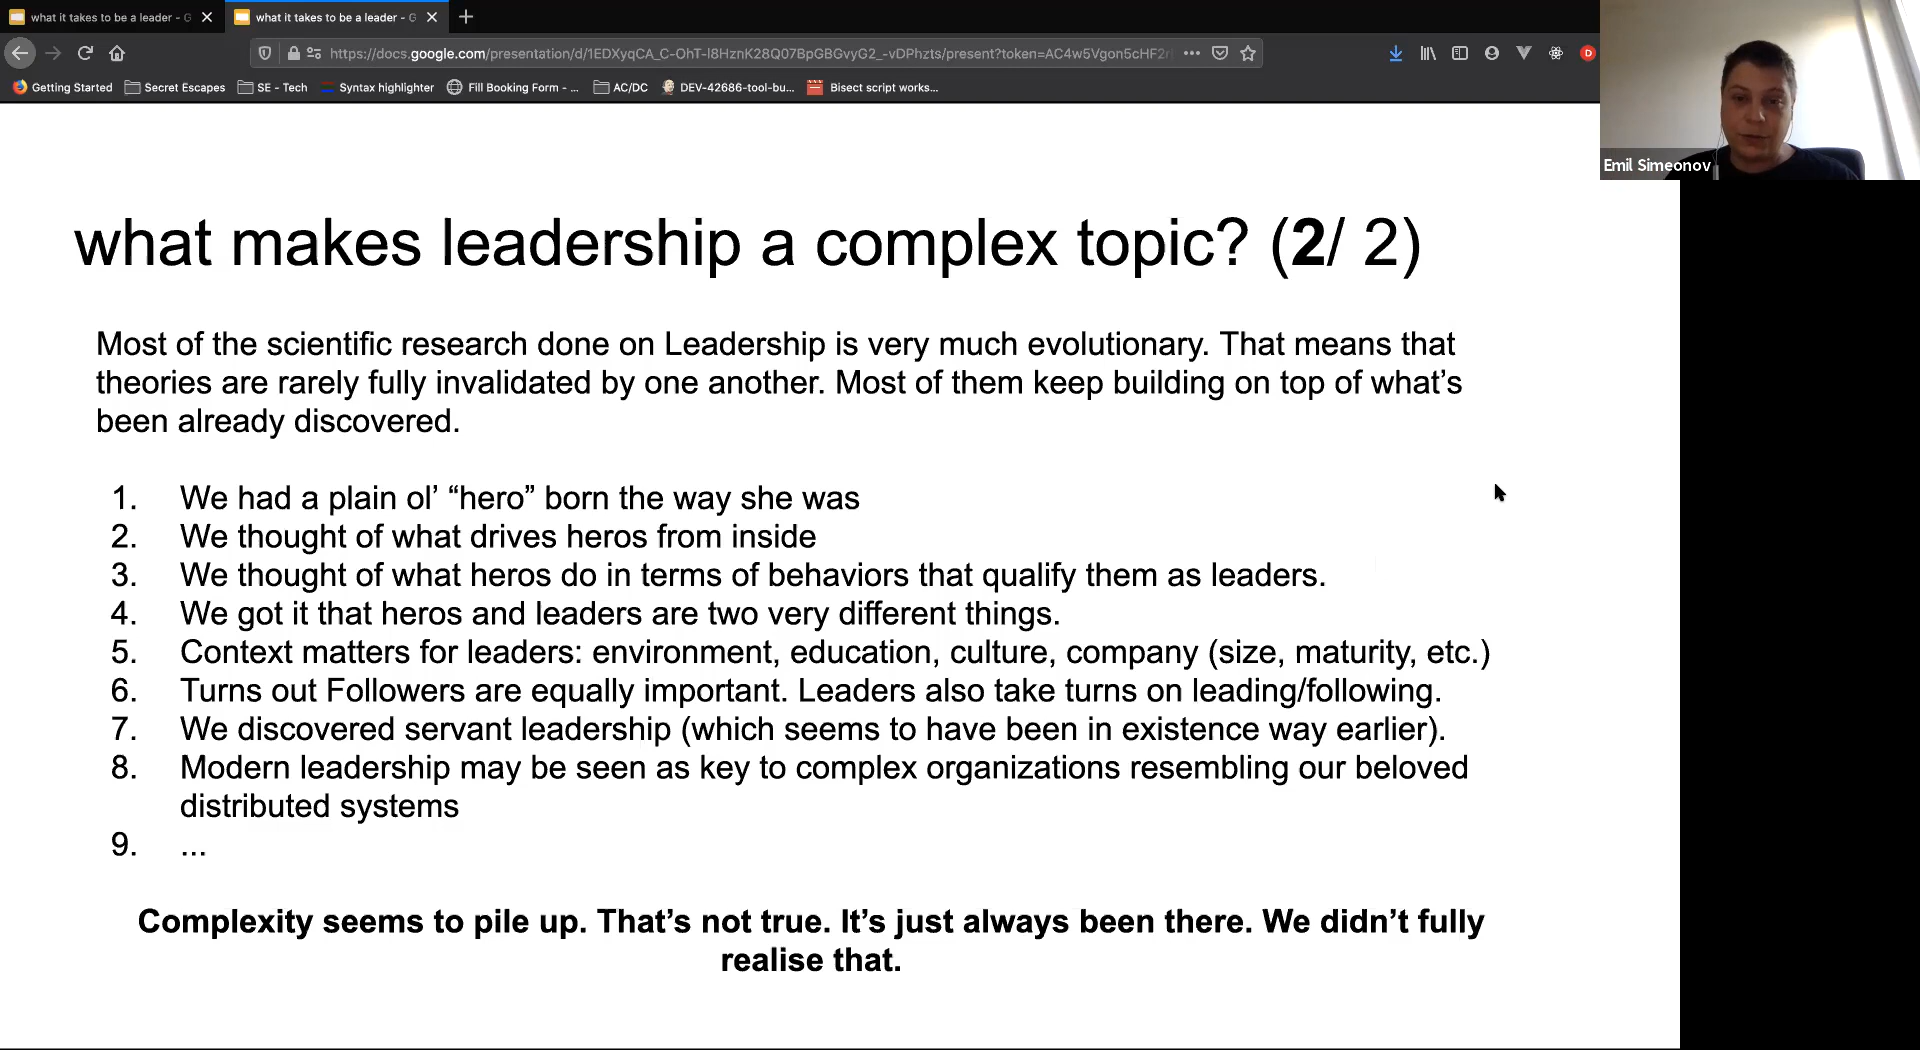 what it takes to be a leader - G
what it takes to be a leader - G
https://docs.google.com/presentation/d/1EDXyqCA_C-OhT-I8HznK28Q07BpGBGvyG2_-vDPhzts/present?token=AC4w5Vgon5cHF2r
Getting Started
Secret Escapes
SE - Tech
Syntax highlighter
Fill Booking Form - ...
AC/DC
DEV-42686-tool-bu...
Bisect script works...
D
Emil Simeonov
what makes leadership a complex topic? (2/ 2)
Most of the scientific research done on Leadership is very much evolutionary. That means that
theories are rarely fully invalidated by one another. Most of them keep building on top of what's
been already discovered.
1. We had a plain ol' “hero” born the way she was
2. We thought of what drives heros from inside
3. We thought of what heros do in terms of behaviors that qualify them as leaders.
4. We got it that heros and leaders are two very different things.
5. Context matters for leaders: environment, education, culture, company (size, maturity, etc.)
6. Turns out Followers are equally important. Leaders also take turns on leading/following.
7. We discovered servant leadership (which seems to have been in existence way earlier).
8. Modern leadership may be seen as key to complex organizations resembling our beloved
distributed systems
9. ...
Complexity seems to pile up. That's not true. It's just always been there. We didn't fully
realise that.